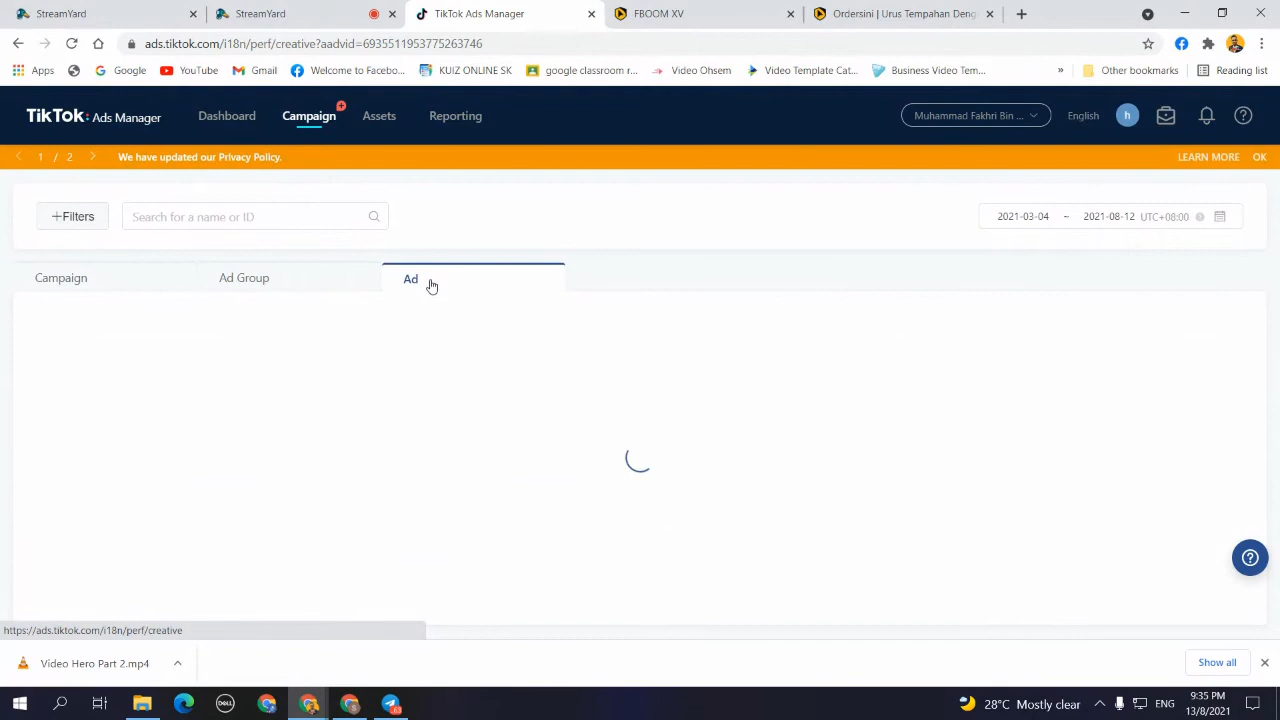 StreamYard
StreamYard
TikTok Ads Manager
FBOOM XV
Ordersini | Urus Tempahan Deng
ads.tiktok.com/i18n/perf/creative?aadvid=6935511953775263746
Apps
Google
YouTube
Gmail
Welcome to Facebo...
KUIZ ONLINE SK
google classroom r...
Video Ohsem
Video Template Cat...
Business Video Tem...
»
Other bookmarks
Reading list
TikTok: Ads Manager
Dashboard
Campaign
Assets
Reporting
Muhammad Fakhri Bin ...
English
h
1 / 2
We have updated our Privacy Policy.
LEARN MORE
OK
+Filters
Search for a name or ID
2021-03-04 ~ 2021-08-12 UTC+08:00
Campaign
Ad Group
Ad
https://ads.tiktok.com/i18n/perf/creative
Video Hero Part 2.mp4
Show all
DELL
28°C Mostly clear
ENG
9:35 PM
13/8/2021